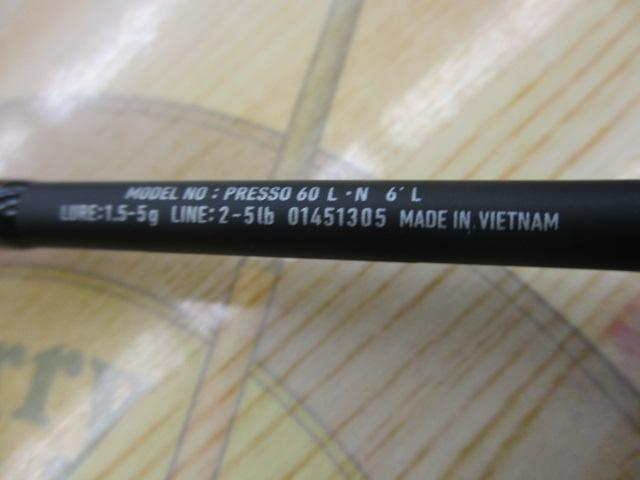 MODEL NO : PRESSO 60 L・N 6' L
LURE:1.5-5g LINE:2-5lb 01451305 MADE IN VIETNAM